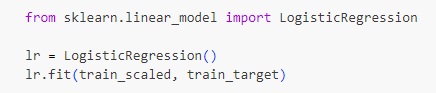 from sklearn.linear_model import LogisticRegression
lr = LogisticRegression()
lr.fit(train_scaled, train_target)